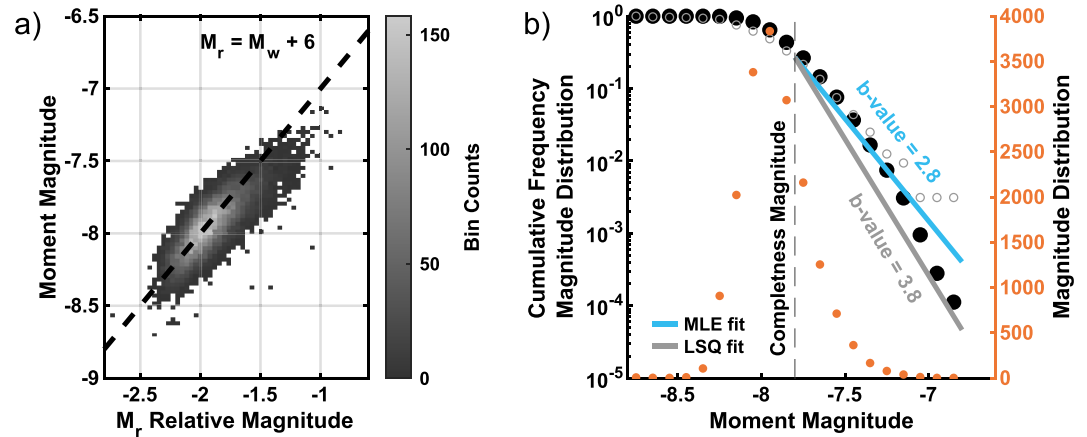 a)
M_r = M_w + 6
-6.5
-7
-7.5
-8
-8.5
-9
Moment Magnitude
-2.5
-2
-1.5
-1
M_r Relative Magnitude
150
100
50
0
Bin Counts
b)
10^0
10^-1
10^-2
10^-3
10^-4
10^-5
Cumulative Frequency
Magnitude Distribution
Completness Magnitude
b-value = 2.8
b-value = 3.8
MLE fit
LSQ fit
-8.5
-8
-7.5
-7
Moment Magnitude
4000
3500
3000
2500
2000
1500
1000
500
0
Magnitude Distribution